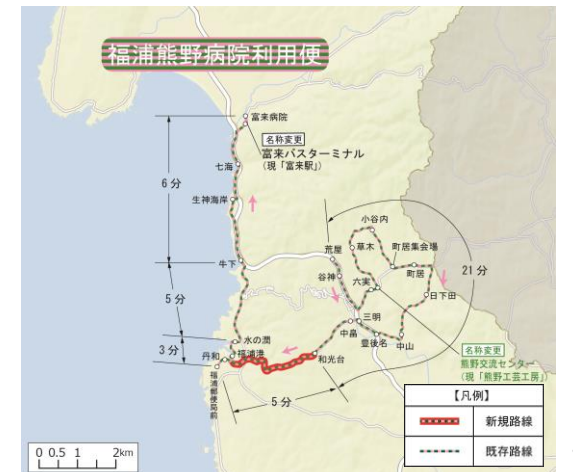 福浦熊野病院利用便
富来病院
名称変更
富来バスターミナル
(現「富来駅」)
七海
6分
生神海岸
小谷内
荒屋
草木
町居集会場
牛下
谷神
町居
21分
六実
日下田
5分
三明
水の澗
中畠
豊後名
中山
3分
丹和
福浦港
和光台
名称変更
熊野交流センター
(現「熊野工芸工房」)
福浦郵便局前
5分
【凡例】
新規路線
既存路線
0 0.5 1 2km